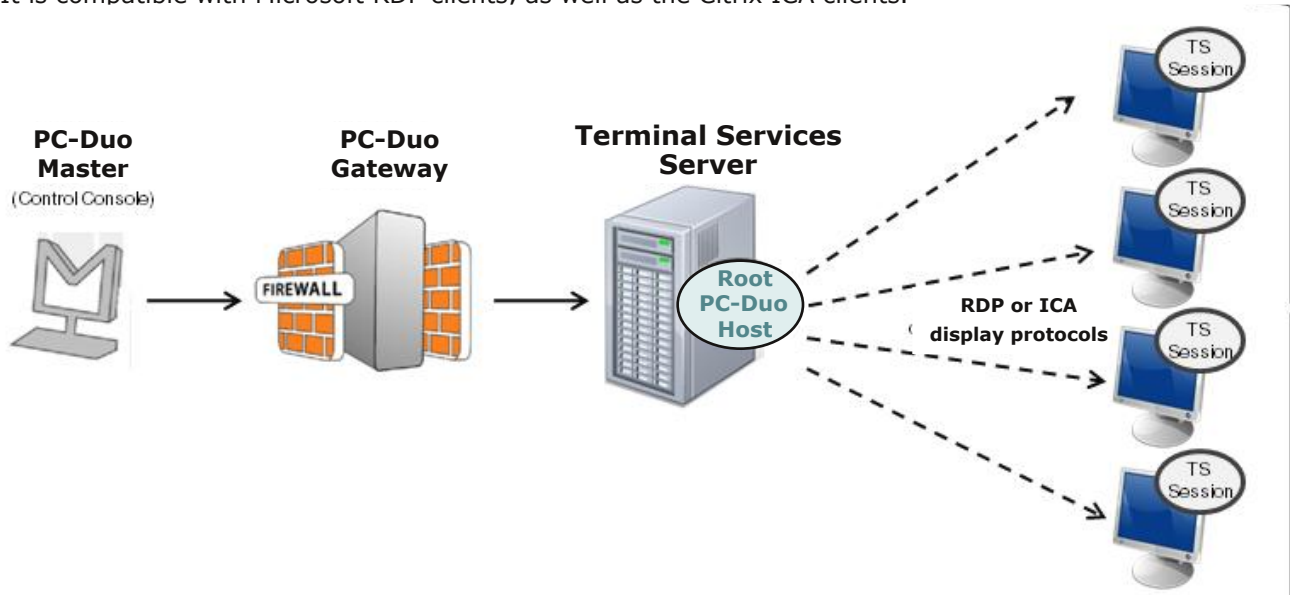 It is compatible with Microsoft RDP clients, as well as the Citrix ICA clients.
PC-Duo
Master
(Control Console)
PC-Duo
Gateway
FIREWALL
Terminal Services
Server
Root
PC-Duo
Host
RDP or ICA
display protocols
TS
Session
TS
Session
TS
Session
TS
Session